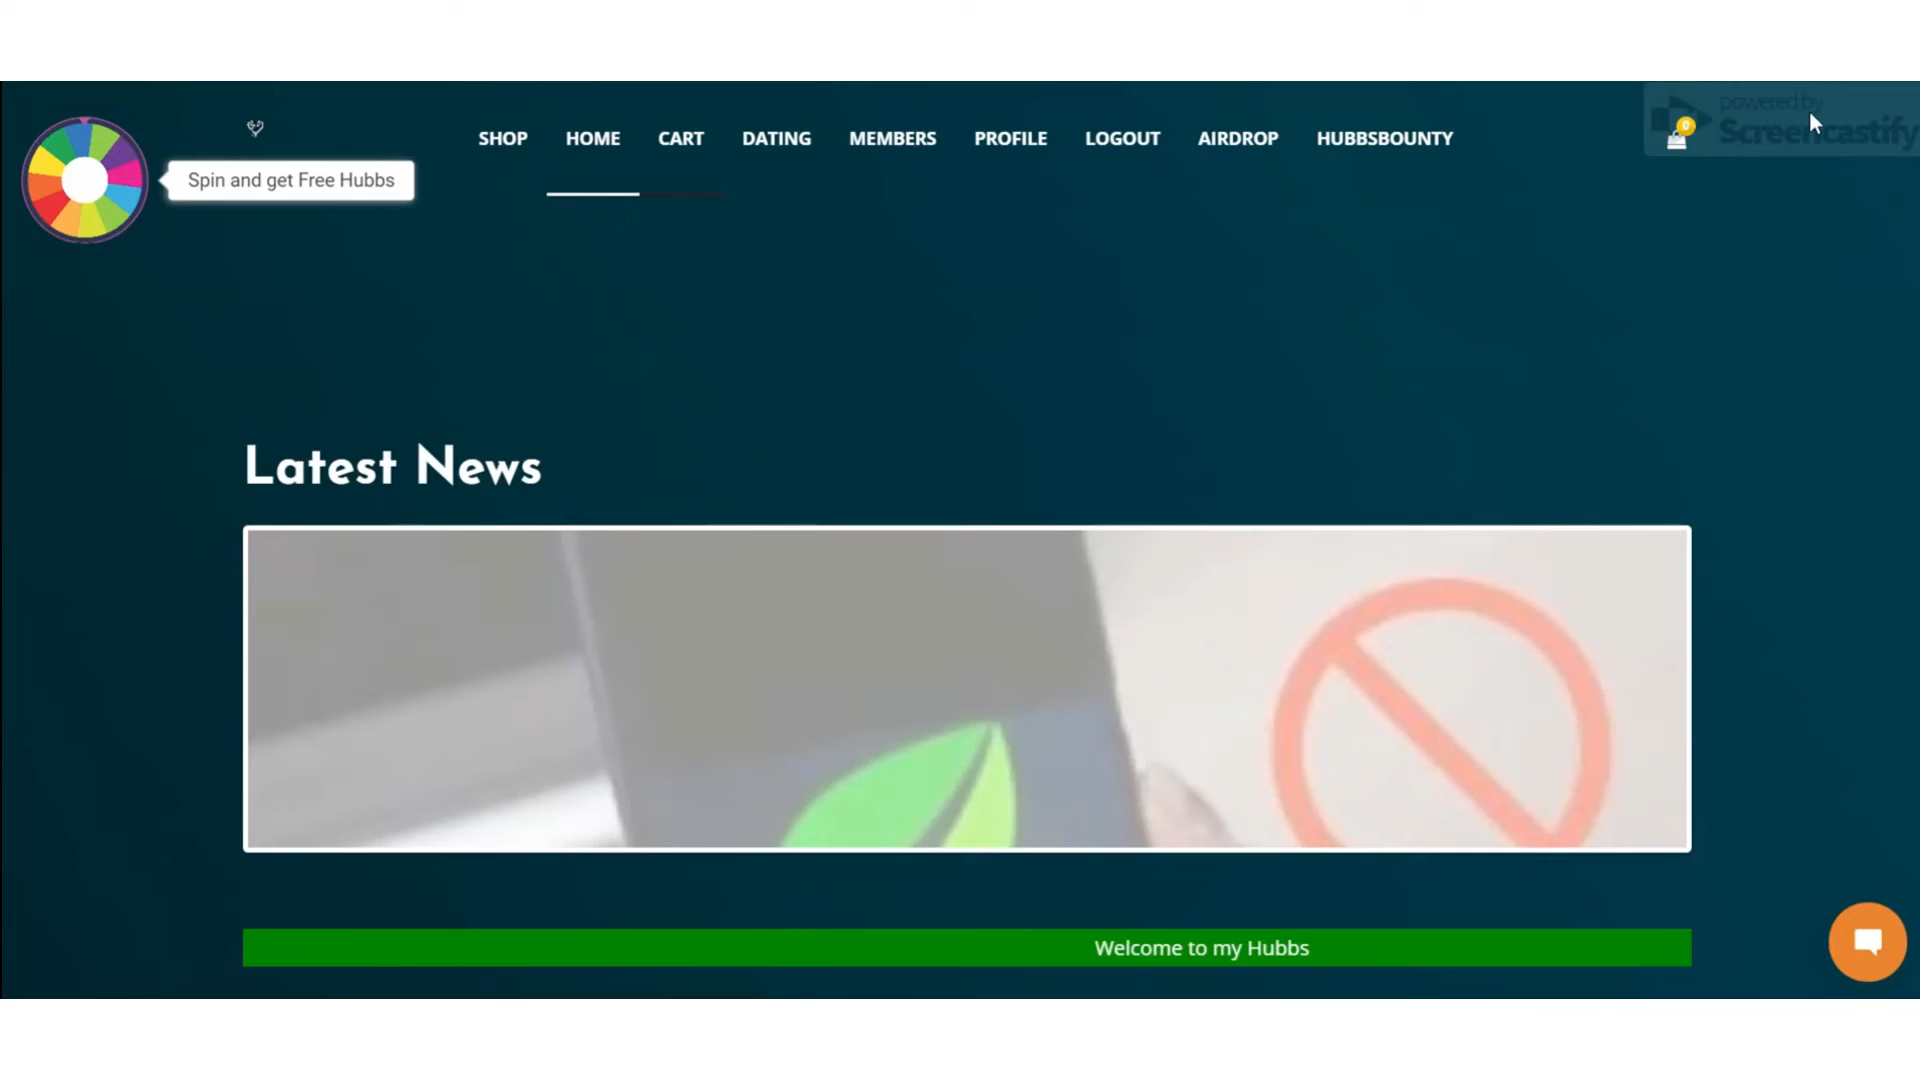 powered by
Screencastify
SHOP HOME CART DATING MEMBERS PROFILE LOGOUT AIRDROP HUBBSBOUNTY
0
Spin and get Free Hubbs
Latest News
Welcome to my Hubbs